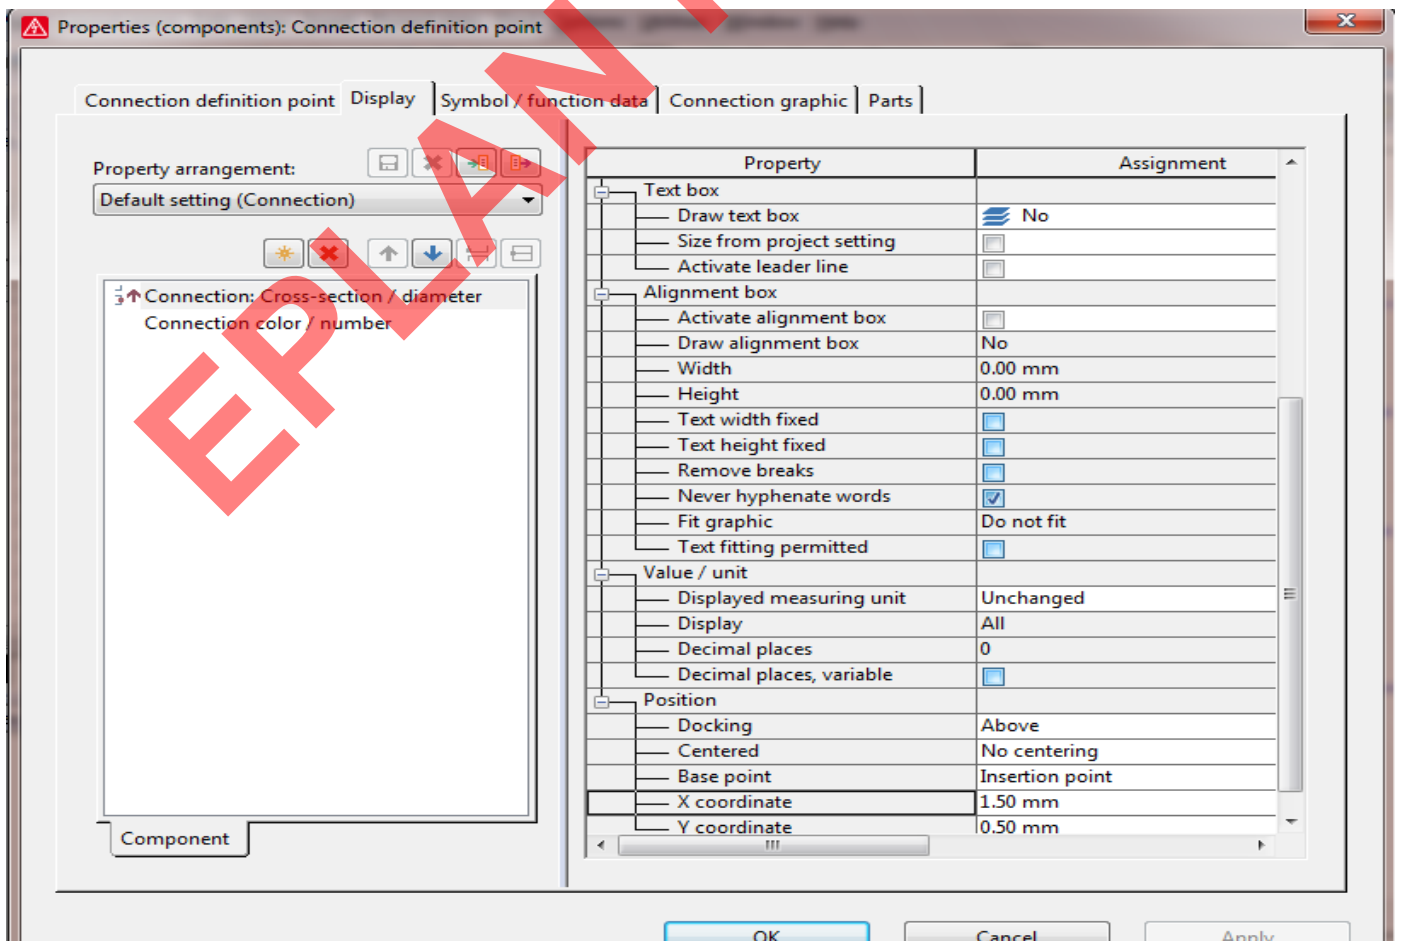 Properties (components): Connection definition point
Connection definition point Display Symbol / function data Connection graphic Parts
Property arrangement:
Default setting (Connection)
Connection: Cross-section / diameter
Connection color / number
Component
Property Assignment
Text box
Draw text box No
Size from project setting
Activate leader line
Alignment box
Activate alignment box
Draw alignment box No
Width 0.00 mm
Height 0.00 mm
Text width fixed
Text height fixed
Remove breaks
Never hyphenate words
Fit graphic Do not fit
Text fitting permitted
Value / unit
Displayed measuring unit Unchanged
Display All
Decimal places 0
Decimal places, variable
Position
Docking Above
Centered No centering
Base point Insertion point
X coordinate 1.50 mm
Y coordinate 0.50 mm
OK Cancel Apply
EPLAN